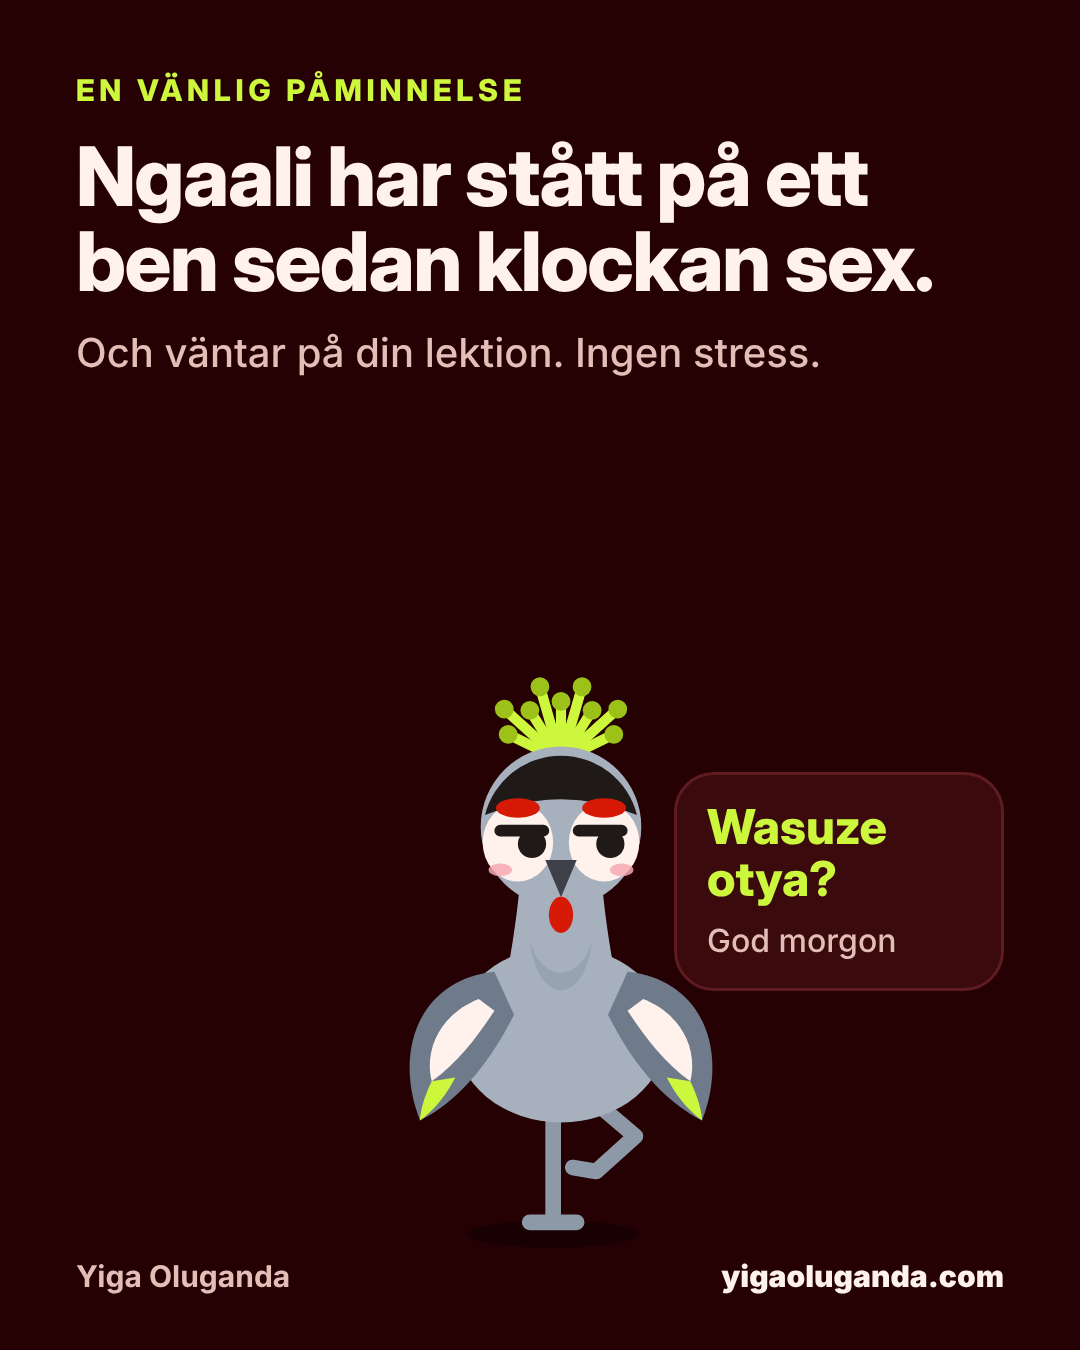 EN VÄNLIG PÅMINNELSE
Ngaali har stått på ett
ben sedan klockan sex.
Och väntar på din lektion. Ingen stress.
Wasuze
otya?
God morgon
Yiga Oluganda
yigaoluganda.com